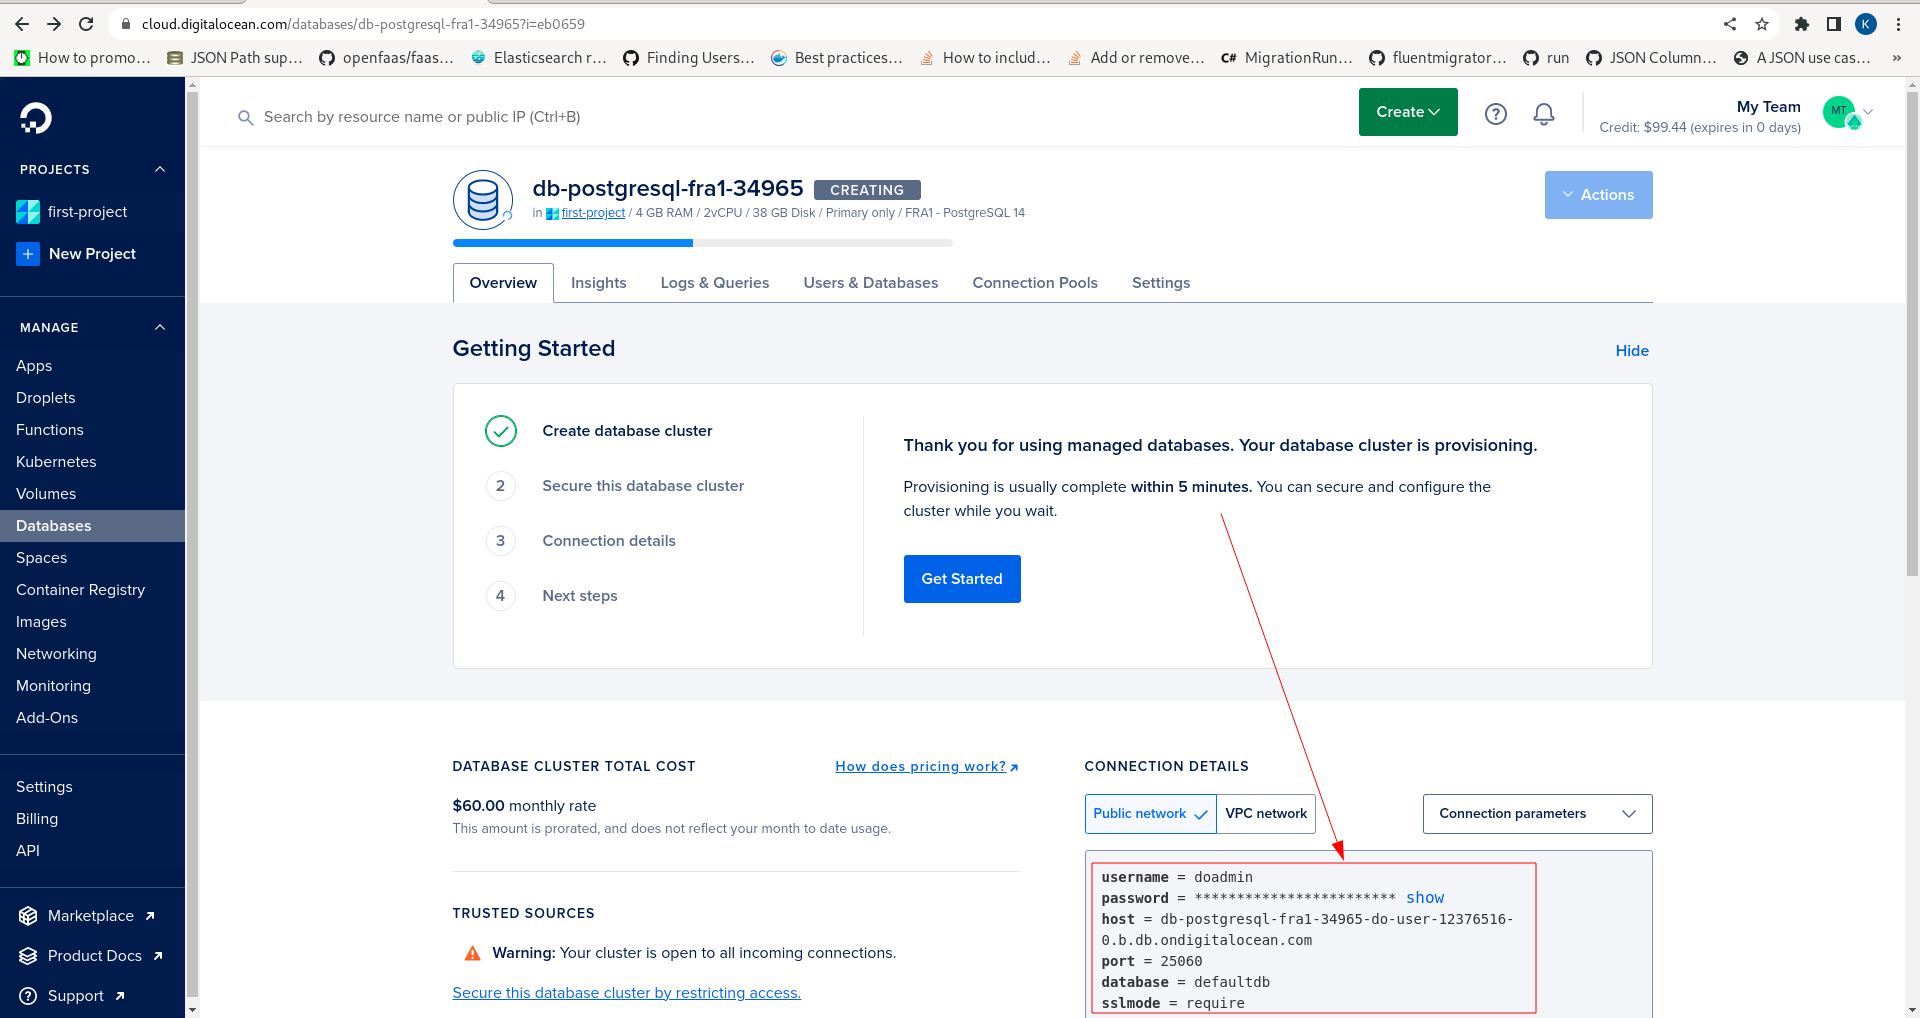 cloud.digitalocean.com/databases/db-postgresql-fra1-34965?i=eb0659
K
How to promo…
JSON Path sup…
openfaas/faas…
Elasticsearch r…
Finding Users…
Best practices…
How to includ…
Add or remove…
C# MigrationRun…
fluentmigrator…
run
JSON Column…
A JSON use cas…
»
Search by resource name or public IP (Ctrl+B)
Create
My Team
Credit: $99.44 (expires in 0 days)
MT
PROJECTS
first-project
New Project
MANAGE
Apps
Droplets
Functions
Kubernetes
Volumes
Databases
Spaces
Container Registry
Images
Networking
Monitoring
Add-Ons
Settings
Billing
API
Marketplace
Product Docs
Support
db-postgresql-fra1-34965 CREATING
in first-project / 4 GB RAM / 2vCPU / 38 GB Disk / Primary only / FRA1 - PostgreSQL 14
Actions
Overview
Insights
Logs & Queries
Users & Databases
Connection Pools
Settings
Getting Started
Hide
Create database cluster
2 Secure this database cluster
3 Connection details
4 Next steps
Thank you for using managed databases. Your database cluster is provisioning.
Provisioning is usually complete within 5 minutes. You can secure and configure the
cluster while you wait.
Get Started
DATABASE CLUSTER TOTAL COST
How does pricing work?
$60.00 monthly rate
This amount is prorated, and does not reflect your month to date usage.
TRUSTED SOURCES
Warning: Your cluster is open to all incoming connections.
Secure this database cluster by restricting access.
CONNECTION DETAILS
Public network
VPC network
Connection parameters
username = doadmin
password = ************************ show
host = db-postgresql-fra1-34965-do-user-12376516-
0.b.db.ondigitalocean.com
port = 25060
database = defaultdb
sslmode = require